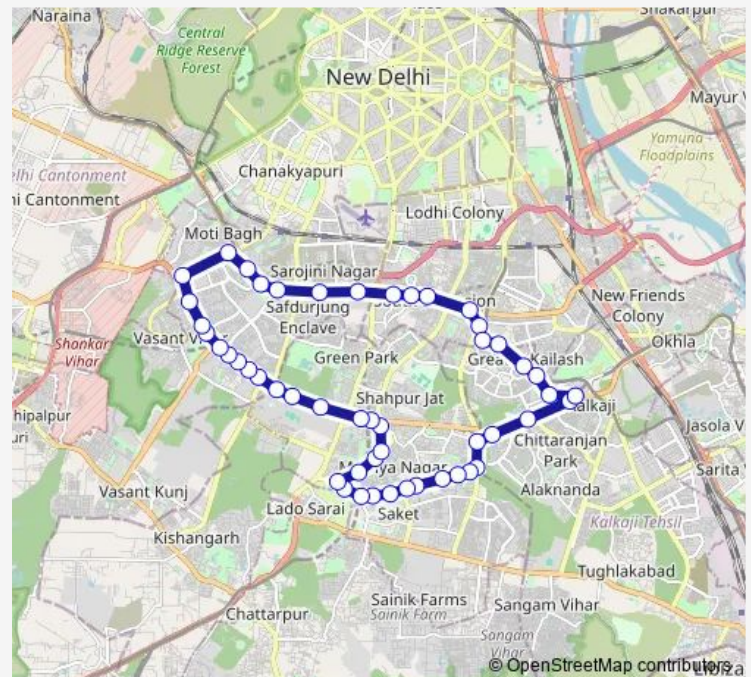 Naraina
Shakarpur
Central
Ridge Reserve
Forest
New Delhi
Mayur V
Yamuna
Floodplains
Chanakyapuri
elhi Cantonment
hi Cantonment
Lodhi Colony
Moti Bagh
Sarojini Nagar
New Friends
Colony
Safdurjung
Enclave
Okhla
Shankar
Vihar
Green Park
Kailash
Shahpur Jat
hipalpur
uri
Chittaranjan
Park
Jasola V
Sarita
Nagar
Vasant Kunj
Alaknanda
Lado Sarai
Saket
Kalkaji Tehsil
Kishangarh
Tughlakabad
Sainik Farms
Sainik Farm
Sangam Vihar
Chattarpur
Sangam
Vihar
© OpenStreetMap contributors